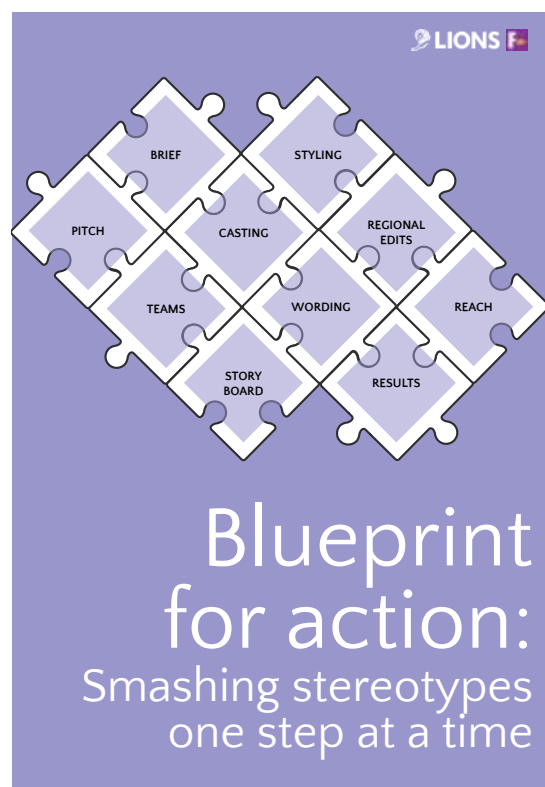 LIONS F
BRIEF
STYLING
PITCH
CASTING
REGIONAL
EDITS
TEAMS
WORDING
REACH
STORY
BOARD
RESULTS
Blueprint
for action:
Smashing stereotypes
one step at a time